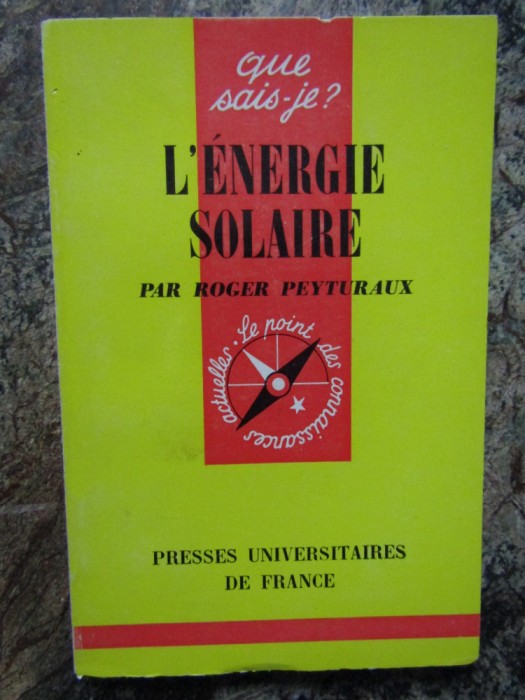 que
sais-je?
L'ÉNERGIE
SOLAIRE
PAR ROGER PEYTURAUX
Le point des connaissances actuelles.
PRESSES UNIVERSITAIRES
DE FRANCE